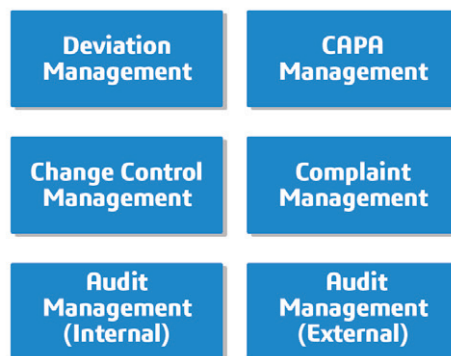 Deviation
Management
CAPA
Management
Change Control
Management
Complaint
Management
Audit
Management
(Internal)
Audit
Management
(External)